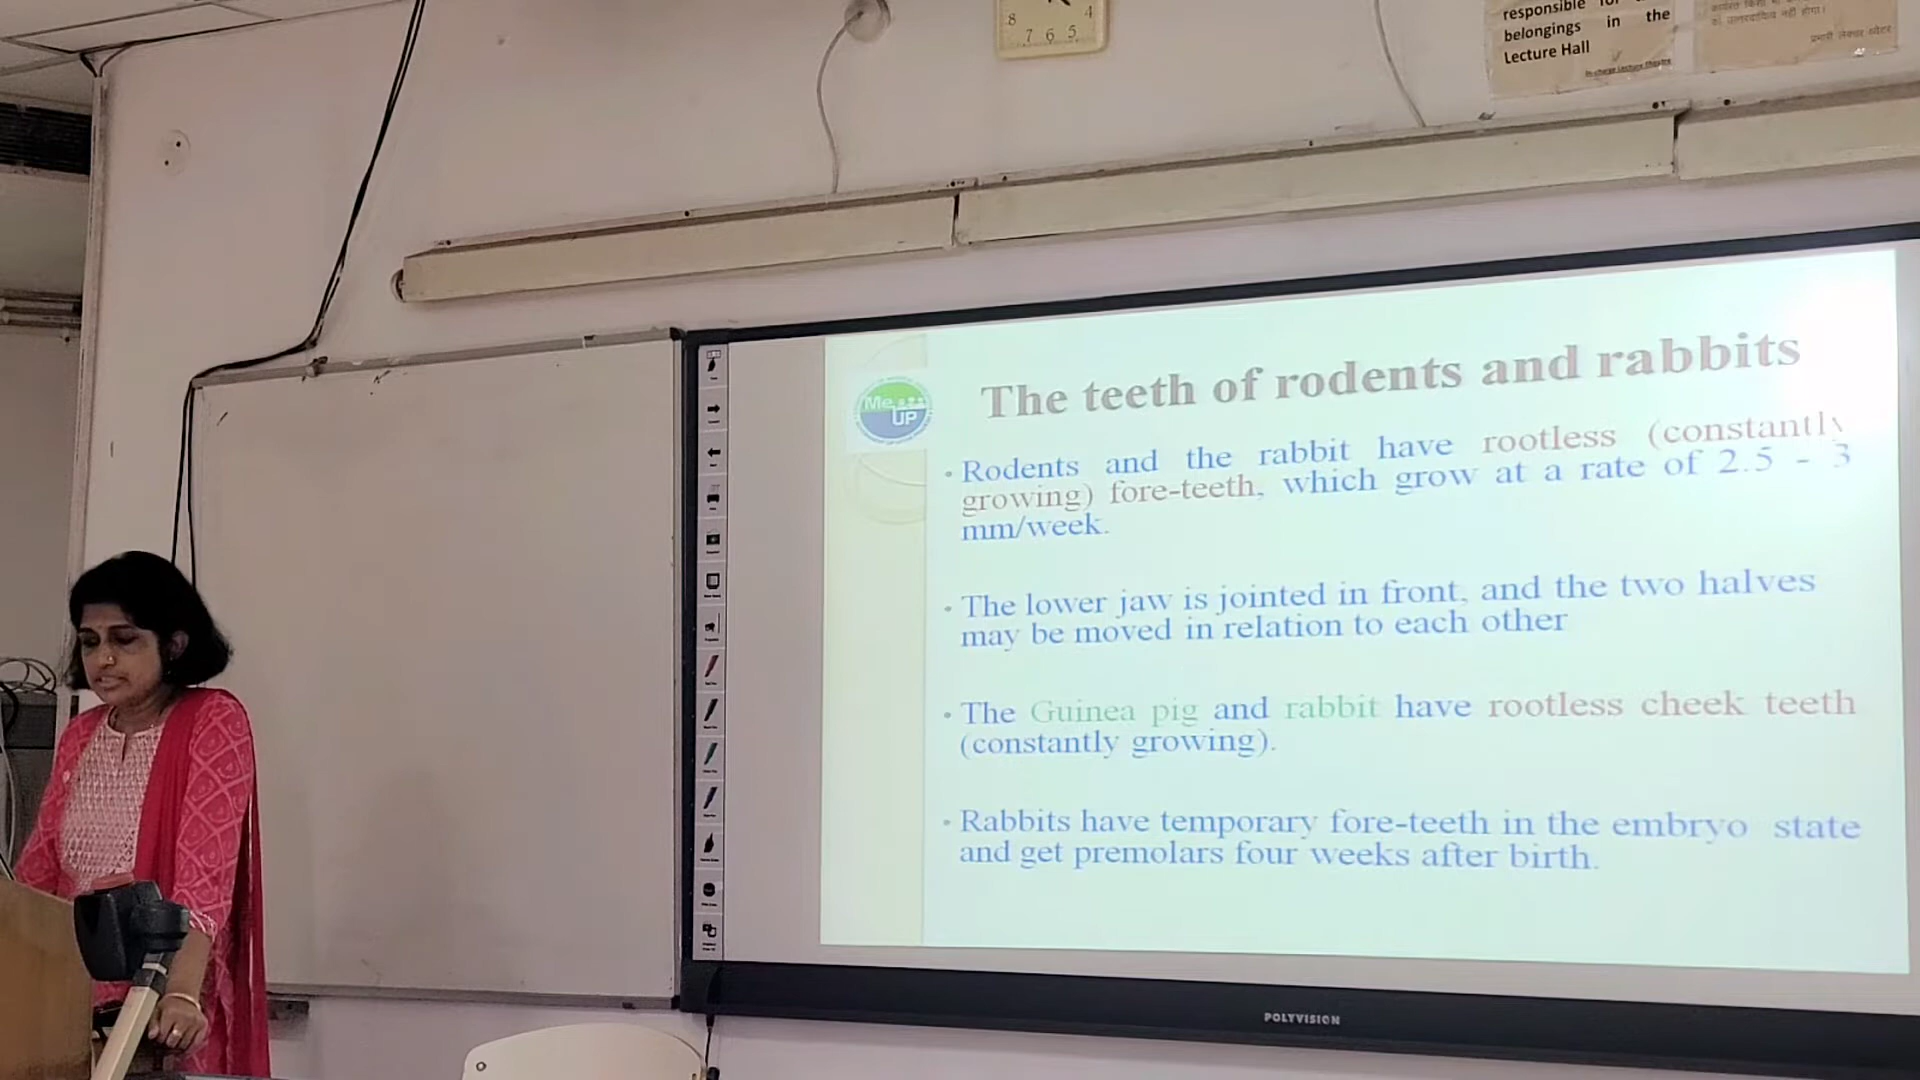 8 4
7 6 5
responsible
belongings in the
Lecture Hall
In-charge Lecture Theatre
Me
UP
The teeth of rodents and rabbits
• Rodents and the rabbit have rootless (constantly
growing) fore-teeth, which grow at a rate of 2.5 - 3
mm/week.
• The lower jaw is jointed in front, and the two halves
may be moved in relation to each other
• The Guinea pig and rabbit have rootless cheek teeth
(constantly growing).
• Rabbits have temporary fore-teeth in the embryo state
and get premolars four weeks after birth.
POLYVISION